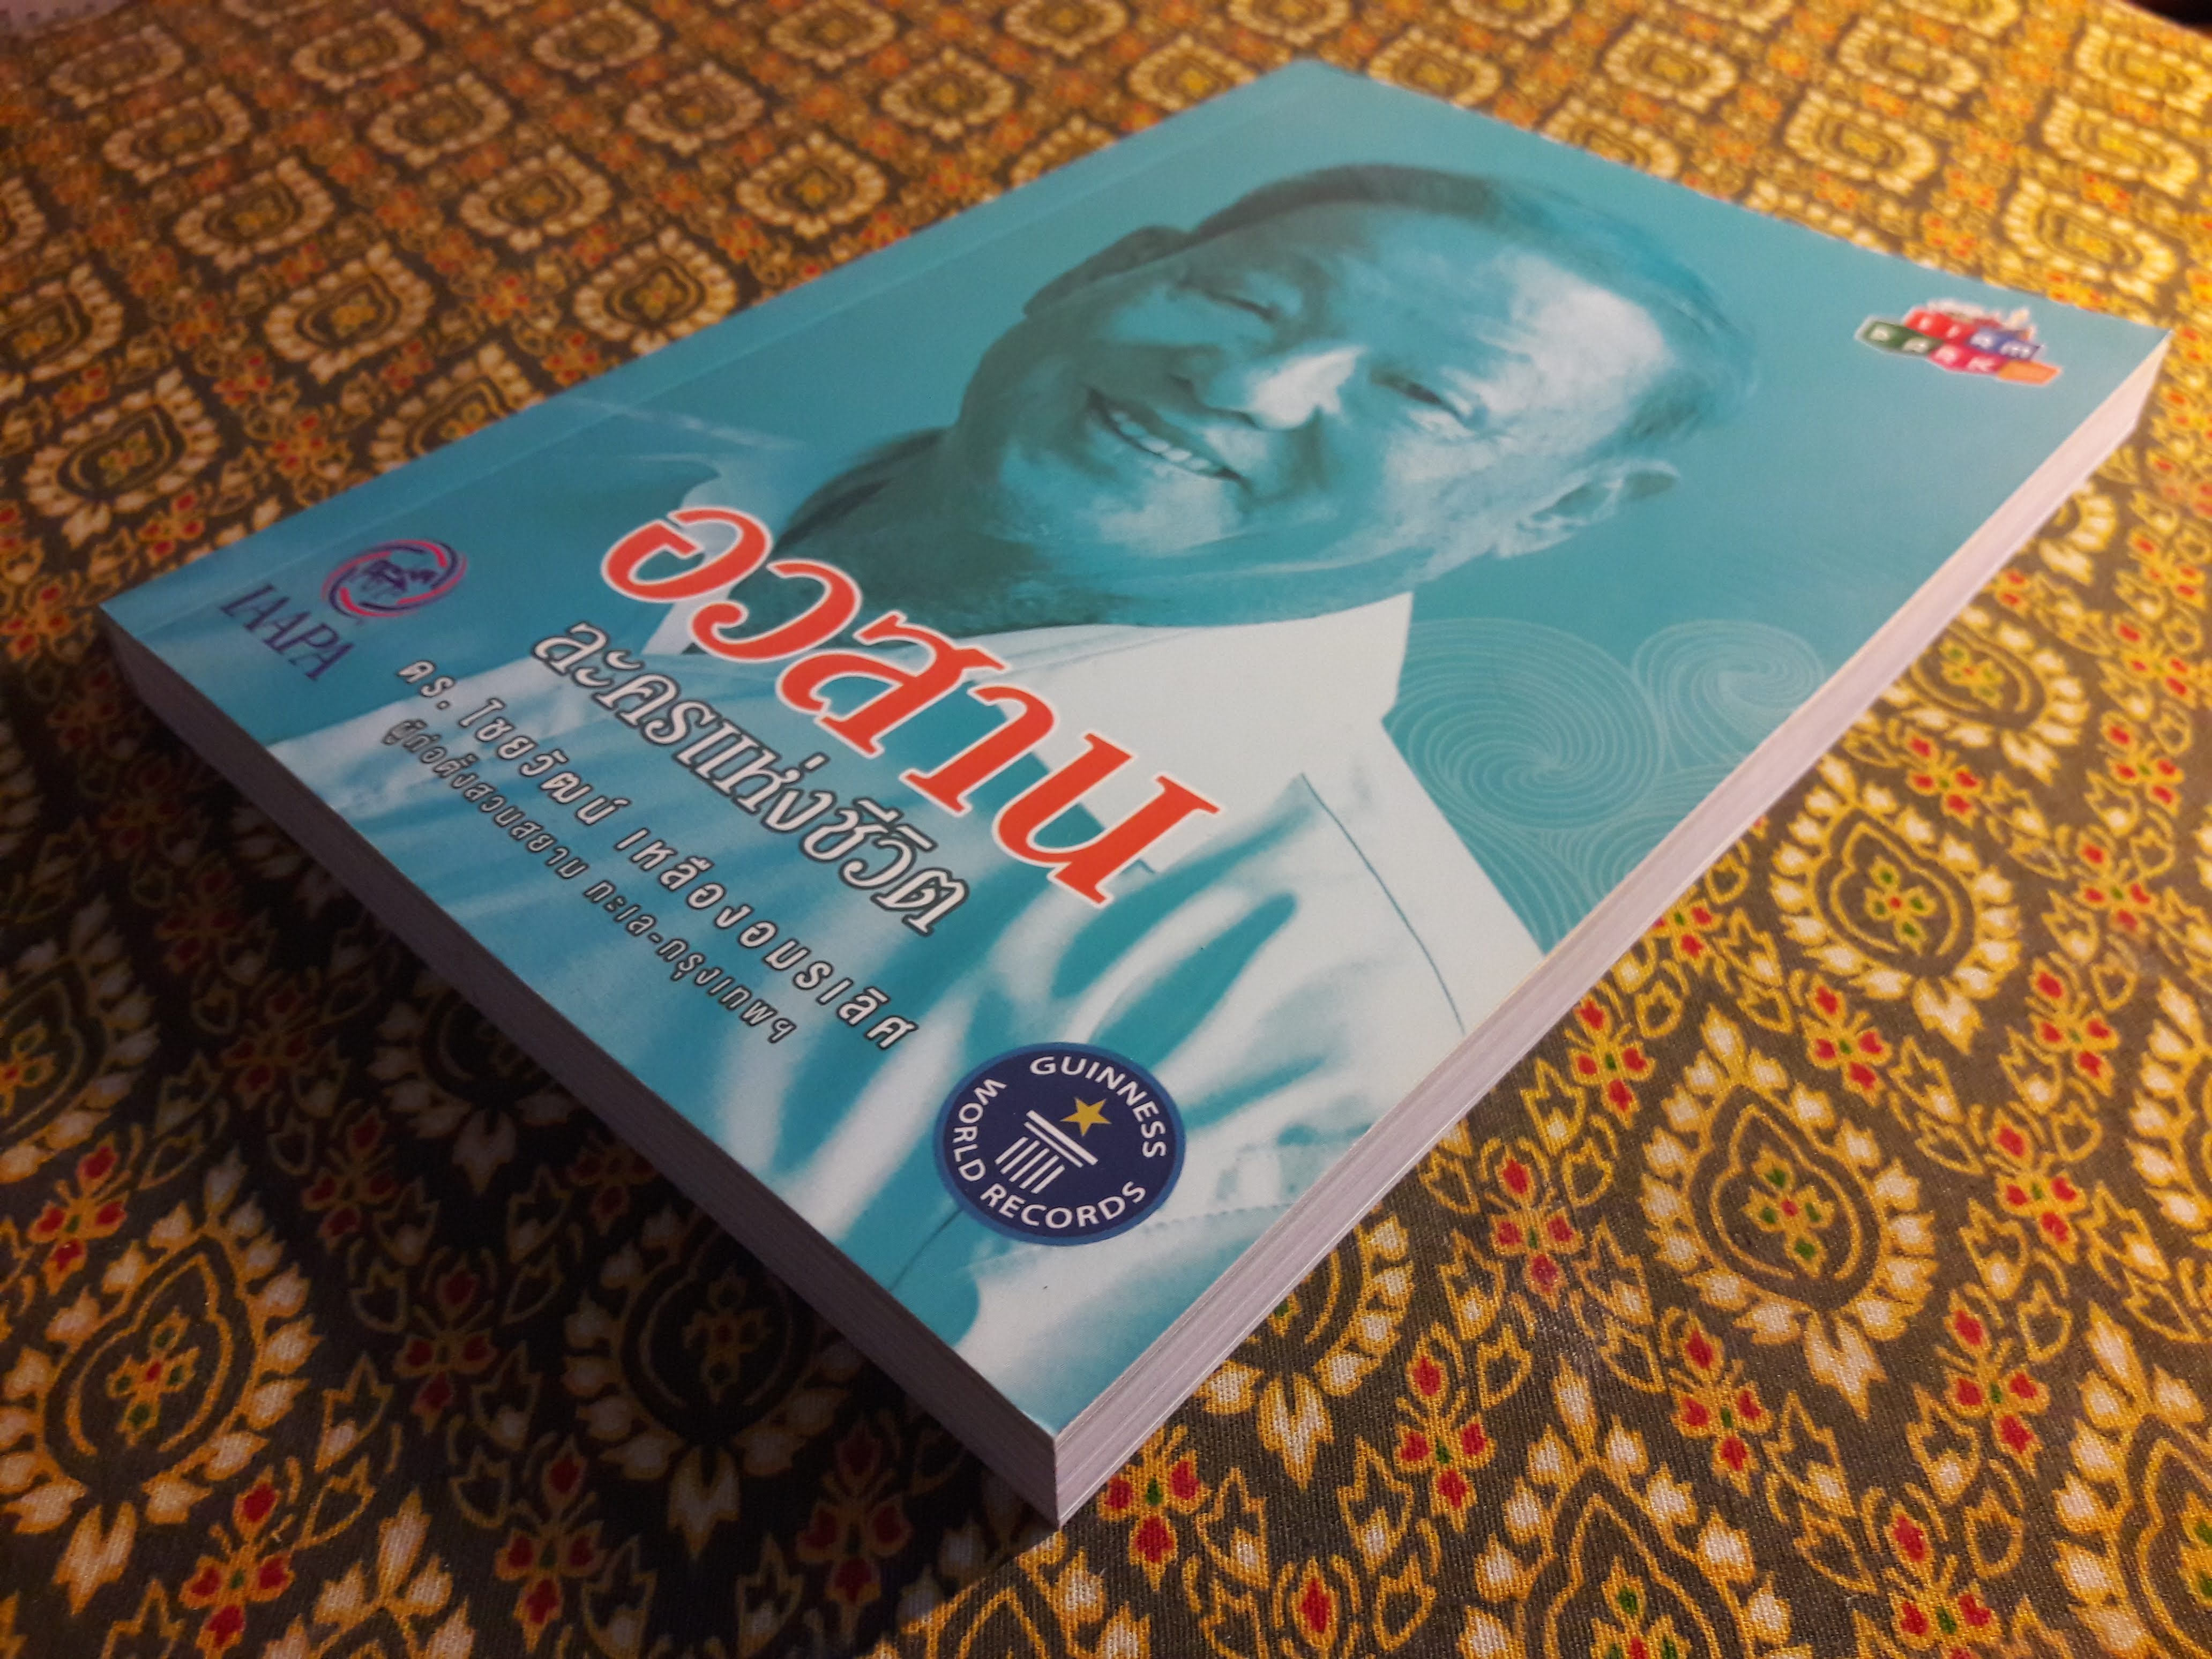 SIAM
PARK
อวสาน
ละครแห่งชีวิต
ดร. ไชยวัฒน์ เหลืองอมรเลิศ
ผู้ก่อตั้งสวนสยาม ทะเล-กรุงเทพฯ
IAAPA
GUINNESS
WORLD RECORDS